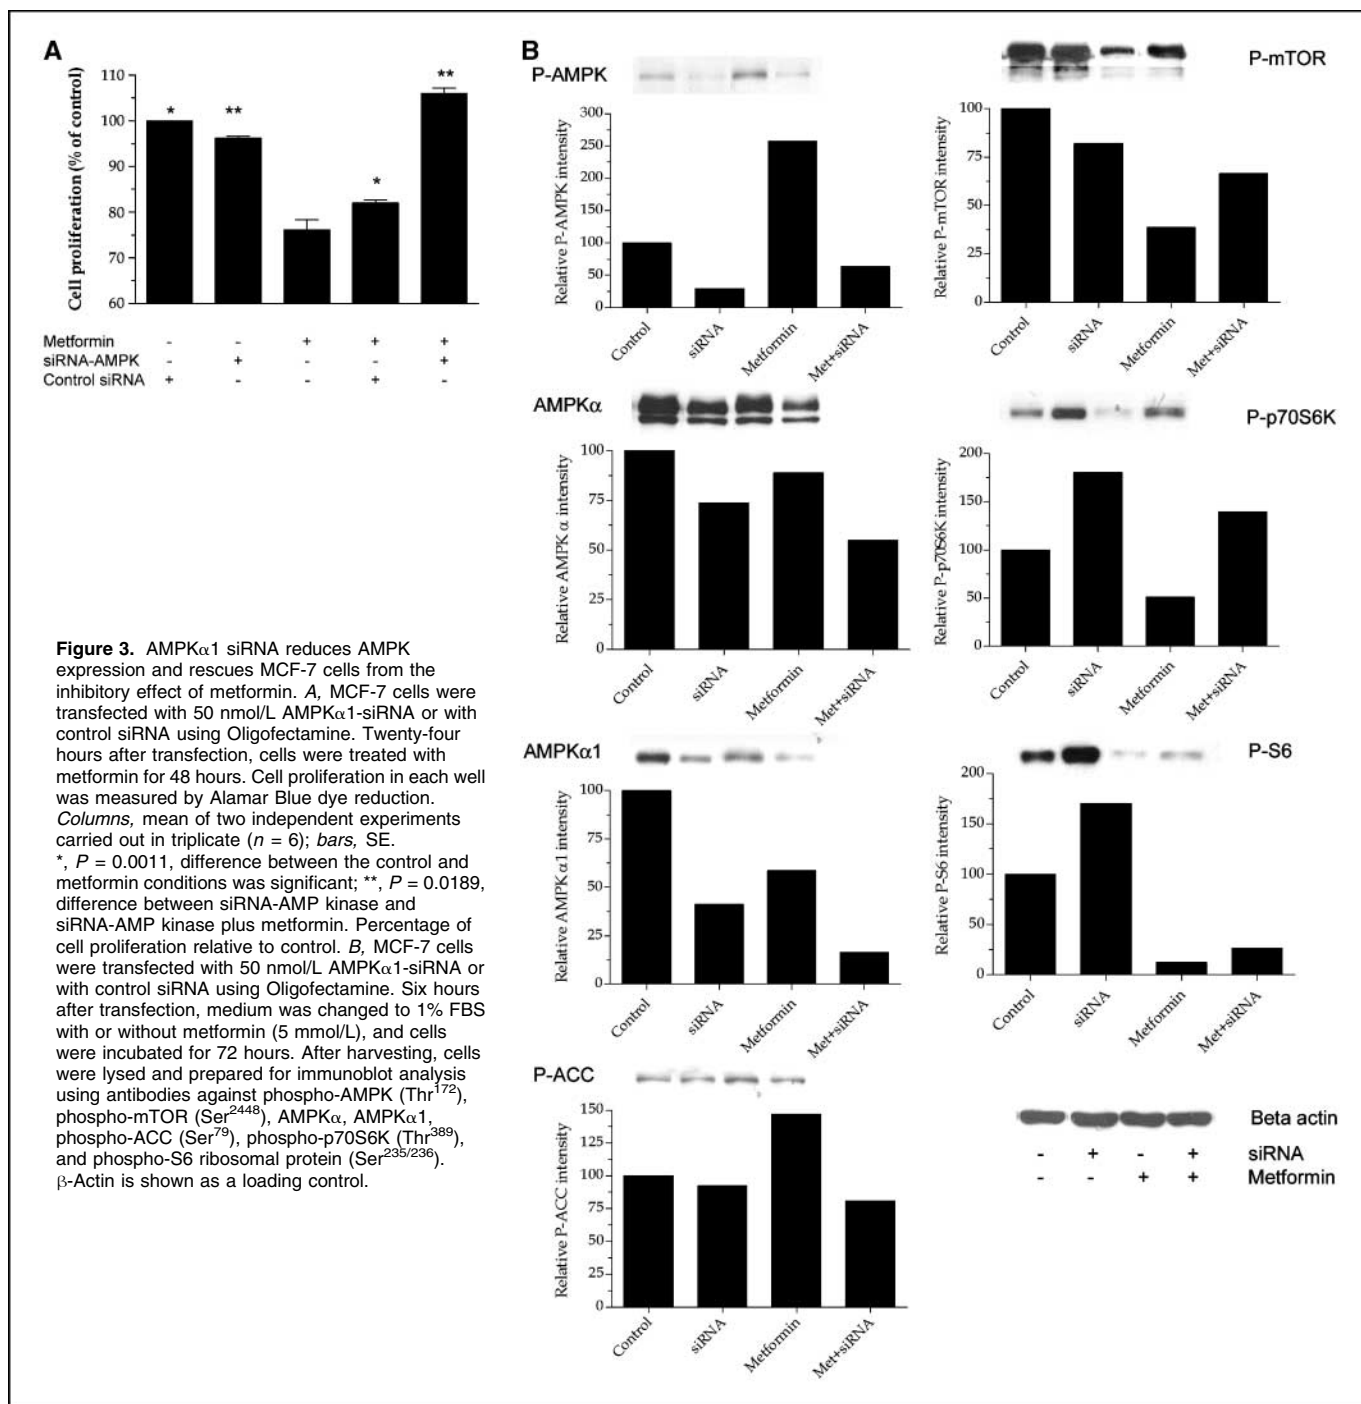 A
110
100
90
80
70
60
Cell proliferation (% of control)
*
**
*
**
Metformin - - + + +
siRNA-AMPK - + - - +
Control siRNA + - - + -
Figure 3. AMPKα1 siRNA reduces AMPK
expression and rescues MCF-7 cells from the
inhibitory effect of metformin. A, MCF-7 cells were
transfected with 50 nmol/L AMPKα1-siRNA or with
control siRNA using Oligofectamine. Twenty-four
hours after transfection, cells were treated with
metformin for 48 hours. Cell proliferation in each well
was measured by Alamar Blue dye reduction.
Columns, mean of two independent experiments
carried out in triplicate (n = 6); bars, SE.
*, P = 0.0011, difference between the control and
metformin conditions was significant; **, P = 0.0189,
difference between siRNA-AMP kinase and
siRNA-AMP kinase plus metformin. Percentage of
cell proliferation relative to control. B, MCF-7 cells
were transfected with 50 nmol/L AMPKα1-siRNA or
with control siRNA using Oligofectamine. Six hours
after transfection, medium was changed to 1% FBS
with or without metformin (5 mmol/L), and cells
were incubated for 72 hours. After harvesting, cells
were lysed and prepared for immunoblot analysis
using antibodies against phospho-AMPK (Thr172),
phospho-mTOR (Ser2448), AMPKα, AMPKα1,
phospho-ACC (Ser79), phospho-p70S6K (Thr389),
and phospho-S6 ribosomal protein (Ser235/236).
β-Actin is shown as a loading control.
B
P-AMPK
300
250
200
150
100
50
0
Relative P-AMPK intensity
Control siRNA Metformin Met+siRNA
AMPKα
100
75
50
25
0
Relative AMPK α intensity
Control siRNA Metformin Met+siRNA
AMPKα1
100
75
50
25
0
Relative AMPK α1 intensity
Control siRNA Metformin Met+siRNA
P-ACC
150
125
100
75
50
25
0
Relative P-ACC intensity
Control siRNA Metformin Met+siRNA
P-mTOR
100
75
50
25
0
Relative P-mTOR intensity
Control siRNA Metformin Met+siRNA
P-p70S6K
200
150
100
50
0
Relative P-p70S6K intensity
Control siRNA Metformin Met+siRNA
P-S6
200
150
100
50
0
Relative P-S6 intensity
Control siRNA Metformin Met+siRNA
Beta actin
- + - + siRNA
- - + + Metformin